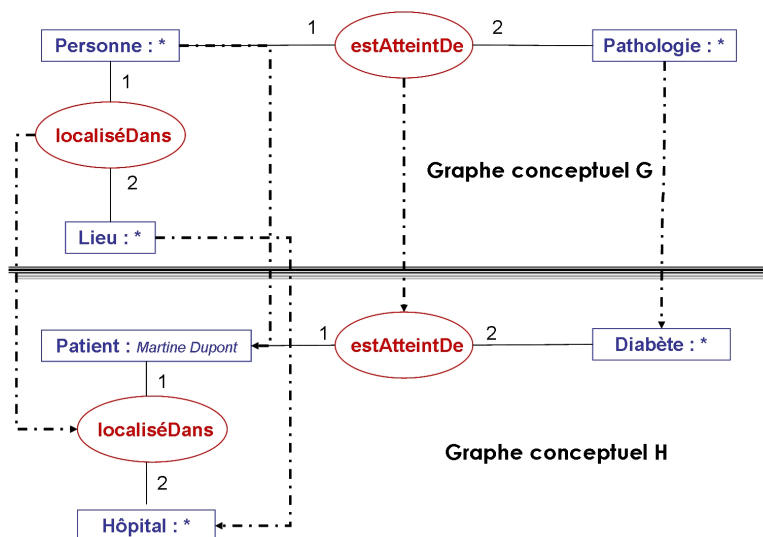 Personne : *
1
estAtteintDe
2
Pathologie : *
1
localiséDans
2
Graphe conceptuel G
Lieu : *
Patient : Martine Dupont
1
estAtteintDe
2
Diabète : *
1
localiséDans
2
Graphe conceptuel H
Hôpital : *